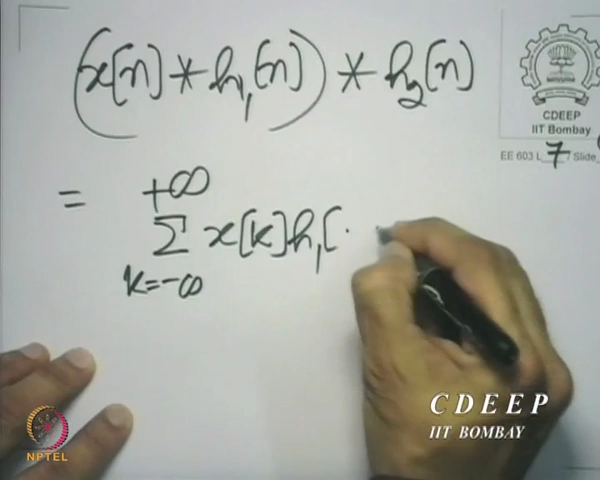 (x[n] * h₁[n]) * h₂[n]
CDEEP
IIT Bombay
EE 603 L 7 / Slide
= +∞
Σ x[k] h₁[·
k=-∞
CDEEP
IIT BOMBAY
NPTEL